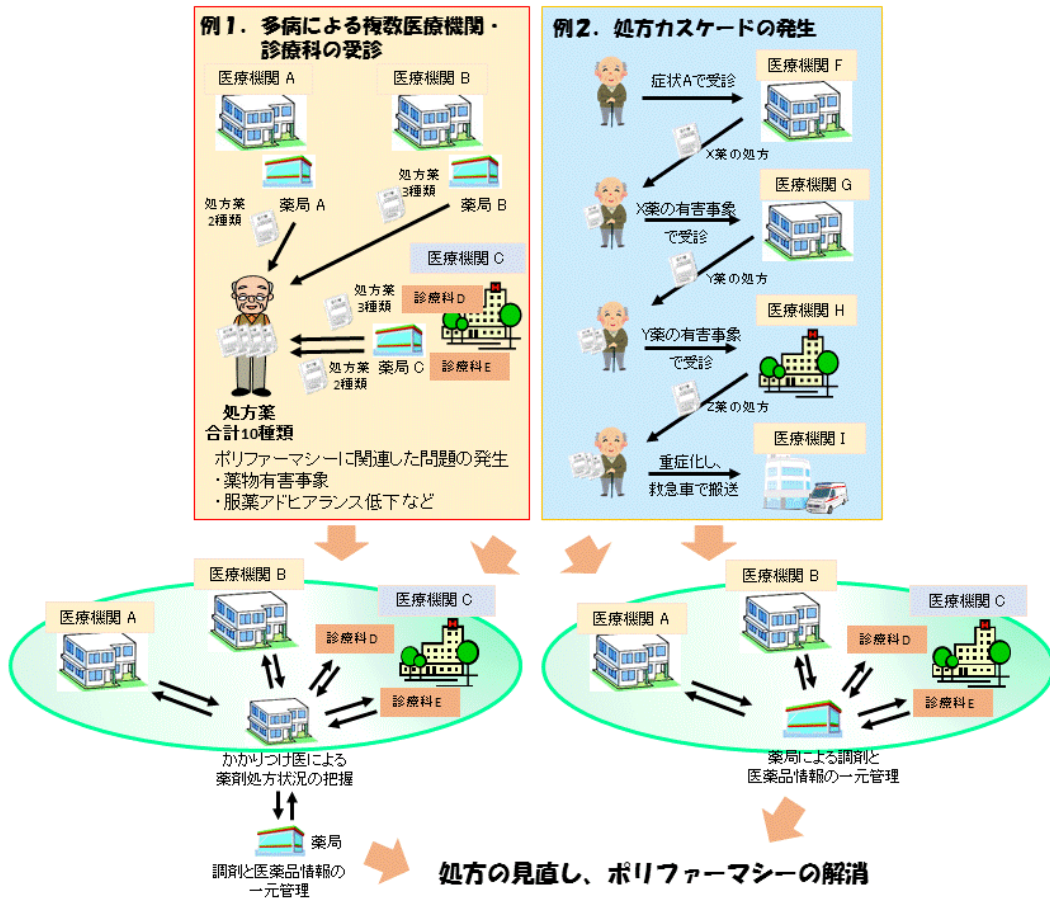 例1．多病による複数医療機関・
診療科の受診
医療機関 A
医療機関 B
処方薬
2種類
薬局 A
処方薬
3種類
薬局 B
医療機関 C
処方薬
3種類
診療科D
薬局 C
診療科E
処方薬
2種類
処方薬
合計10種類
ポリファーマシーに関連した問題の発生
・薬物有害事象
・服薬アドヒアランス低下など
例2．処方カスケードの発生
症状Aで受診
医療機関 F
X薬の処方
医療機関 G
X薬の有害事象
で受診
Y薬の処方
医療機関 H
Y薬の有害事象
で受診
Z薬の処方
医療機関 I
重症化し、
救急車で搬送
医療機関 A
医療機関 B
医療機関 C
診療科D
診療科E
かかりつけ医による
薬剤処方状況の把握
薬局
調剤と医薬品情報の
一元管理
医療機関 A
医療機関 B
医療機関 C
診療科D
診療科E
薬局による調剤と
医薬品情報の一元管理
処方の見直し、ポリファーマシーの解消